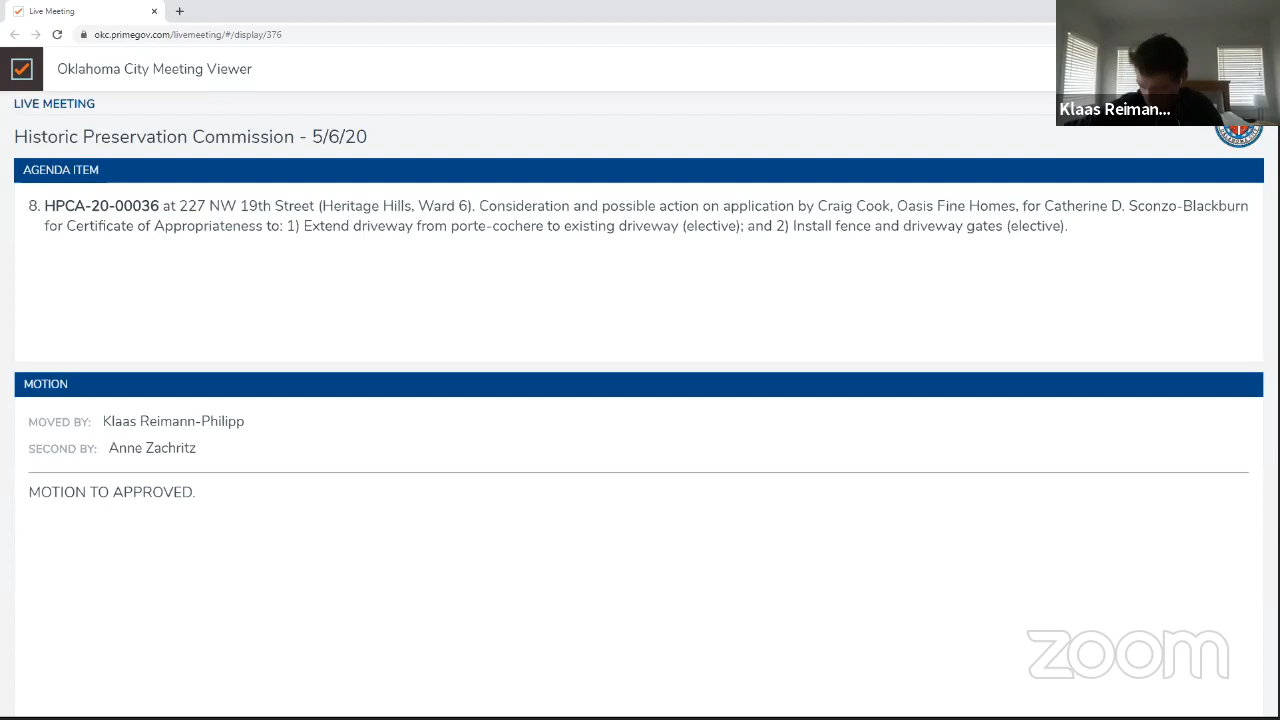 Live Meeting
okc.primegov.com/livemeeting/#/display/376
Oklahoma City Meeting Viewer
Klaas Reiman...
LIVE MEETING
Historic Preservation Commission - 5/6/20
AGENDA ITEM
8. HPCA-20-00036 at 227 NW 19th Street (Heritage Hills, Ward 6). Consideration and possible action on application by Craig Cook, Oasis Fine Homes, for Catherine D. Sconzo-Blackburn
for Certificate of Appropriateness to: 1) Extend driveway from porte-cochere to existing driveway (elective); and 2) Install fence and driveway gates (elective).
MOTION
MOVED BY: Klaas Reimann-Philipp
SECOND BY: Anne Zachritz
MOTION TO APPROVED.
zoom